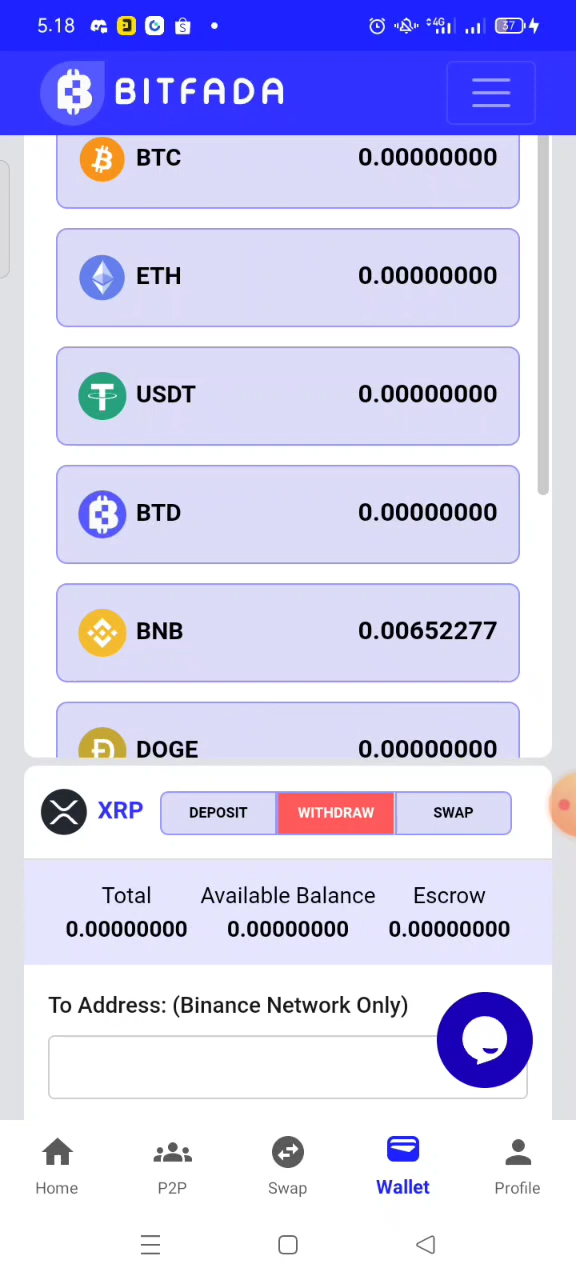 5.18
4G
37
BITFADA
BTC 0.00000000
ETH 0.00000000
USDT 0.00000000
BTD 0.00000000
BNB 0.00652277
DOGE 0.00000000
XRP DEPOSIT WITHDRAW SWAP
Total Available Balance Escrow
0.00000000 0.00000000 0.00000000
To Address: (Binance Network Only)
Home P2P Swap Wallet Profile